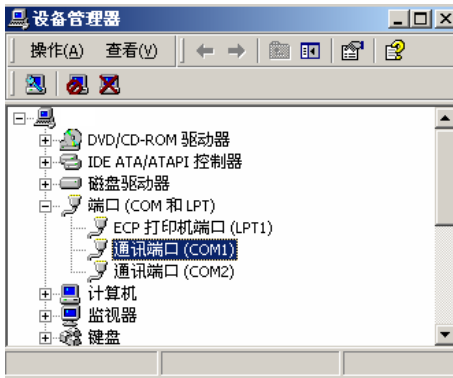 设备管理器
操作(A) 查看(V)
DVD/CD-ROM 驱动器
IDE ATA/ATAPI 控制器
磁盘驱动器
端口 (COM 和 LPT)
ECP 打印机端口 (LPT1)
通讯端口 (COM1)
通讯端口 (COM2)
计算机
监视器
键盘